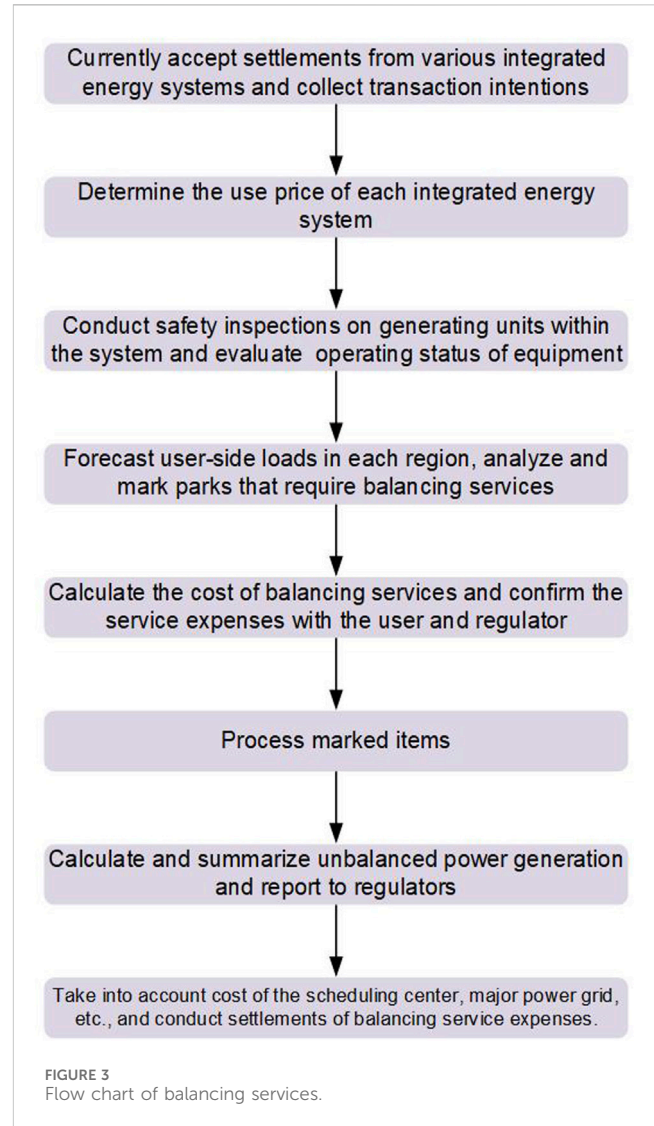 Currently accept settlements from various integrated
energy systems and collect transaction intentions
Determine the use price of each integrated energy
system
Conduct safety inspections on generating units within
the system and evaluate operating status of equipment
Forecast user-side loads in each region, analyze and
mark parks that require balancing services
Calculate the cost of balancing services and confirm the
service expenses with the user and regulator
Process marked items
Calculate and summarize unbalanced power generation
and report to regulators
Take into account cost of the scheduling center, major power grid,
etc., and conduct settlements of balancing service expenses.
FIGURE 3
Flow chart of balancing services.